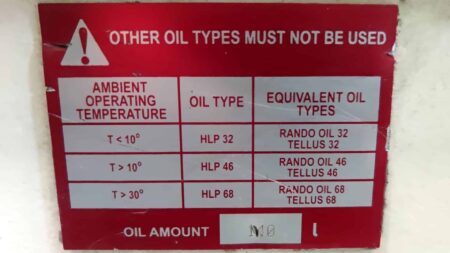 OTHER OIL TYPES MUST NOT BE USED
AMBIENT
OPERATING
TEMPERATURE
OIL TYPE
EQUIVALENT OIL
TYPES
T < 10°
HLP 32
RANDO OIL 32
TELLUS 32
T > 10°
HLP 46
RANDO OIL 46
TELLUS 46
T > 30°
HLP 68
RANDO OIL 68
TELLUS 68
OIL AMOUNT l